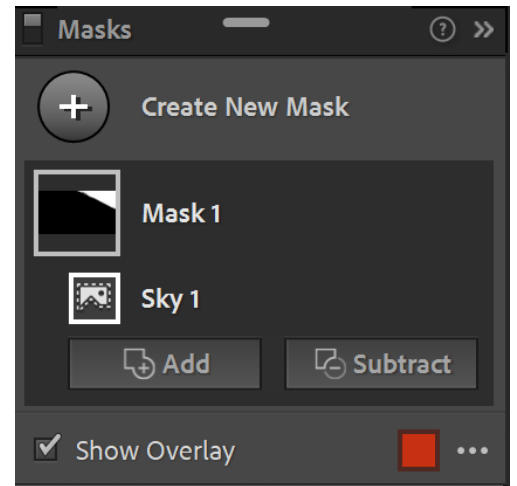 Masks
Create New Mask
Mask 1
Sky 1
Add Subtract
Show Overlay